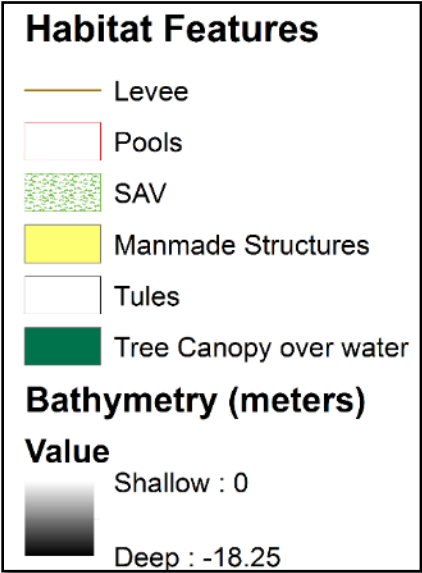 Habitat Features
Levee
Pools
SAV
Manmade Structures
Tules
Tree Canopy over water
Bathymetry (meters)
Value
Shallow : 0
Deep : -18.25